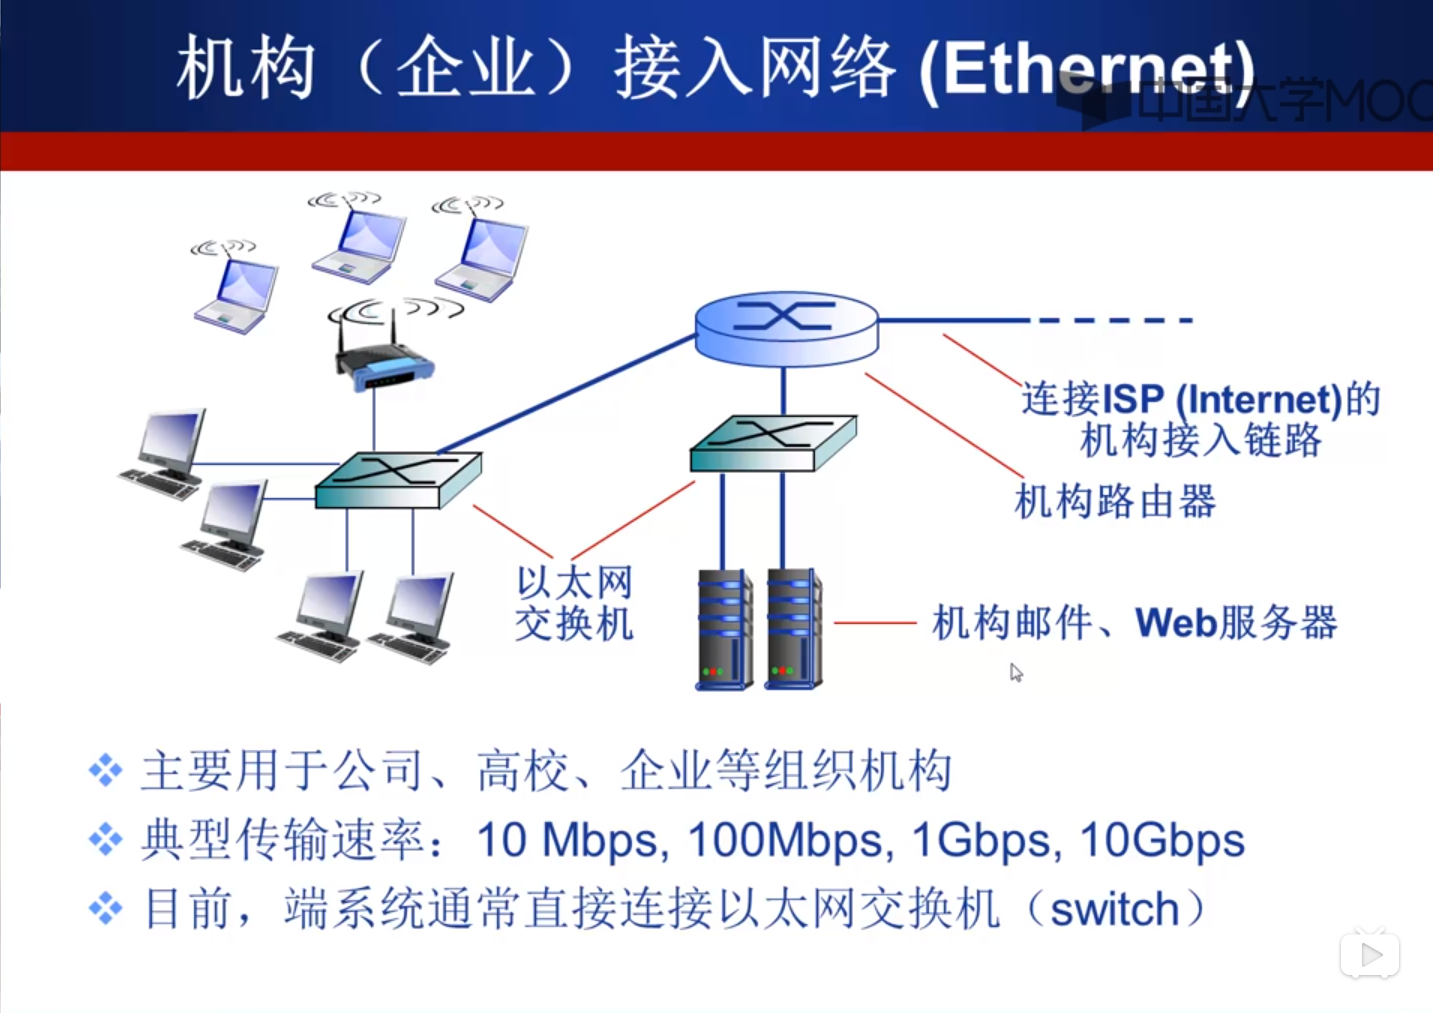 机构（企业）接入网络 (Ethernet)
中国大学MOO
连接ISP (Internet)的
机构接入链路
机构路由器
以太网
交换机
机构邮件、Web服务器
主要用于公司、高校、企业等组织机构
典型传输速率：10 Mbps, 100Mbps, 1Gbps, 10Gbps
目前，端系统通常直接连接以太网交换机（switch）